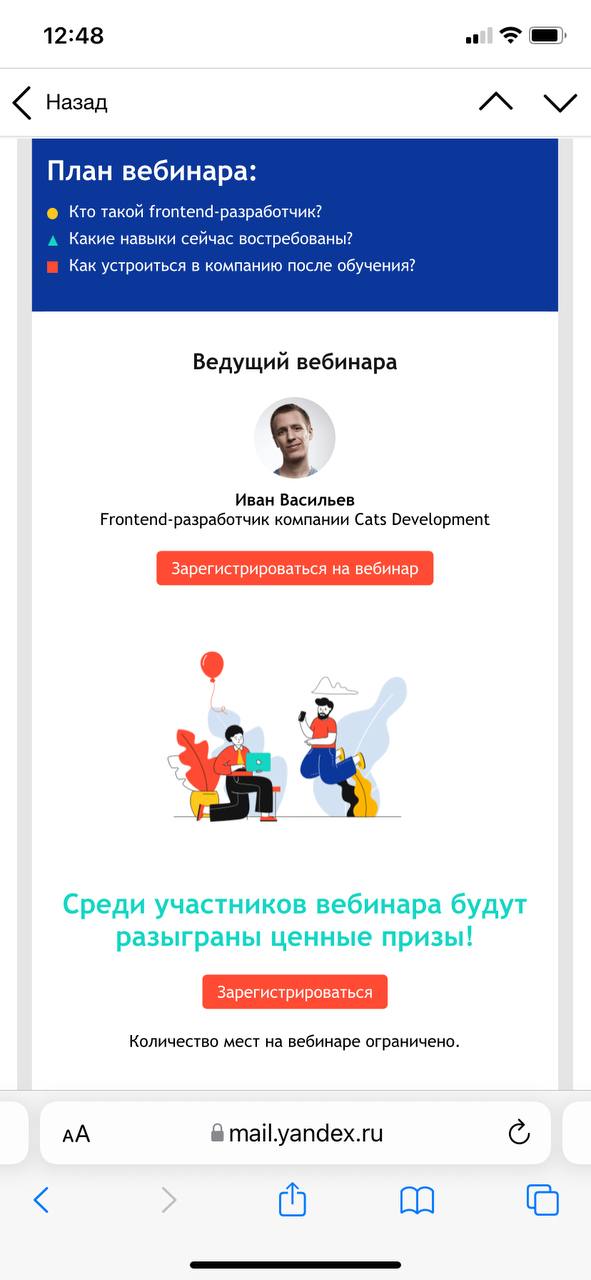 12:48
Назад
План вебинара:
Кто такой frontend-разработчик?
Какие навыки сейчас востребованы?
Как устроиться в компанию после обучения?
Ведущий вебинара
Иван Васильев
Frontend-разработчик компании Cats Development
Зарегистрироваться на вебинар
Среди участников вебинара будут
разыграны ценные призы!
Зарегистрироваться
Количество мест на вебинаре ограничено.
AA mail.yandex.ru